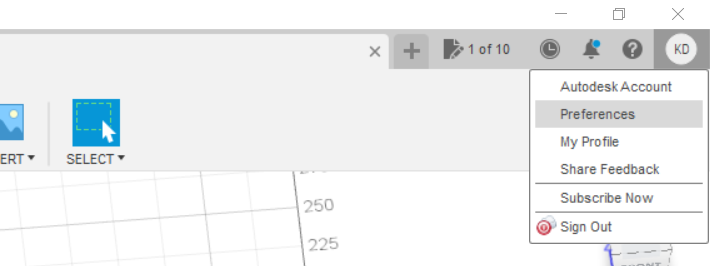 1 of 10
KD
Autodesk Account
Preferences
My Profile
Share Feedback
Subscribe Now
Sign Out
ERT
SELECT
250
225